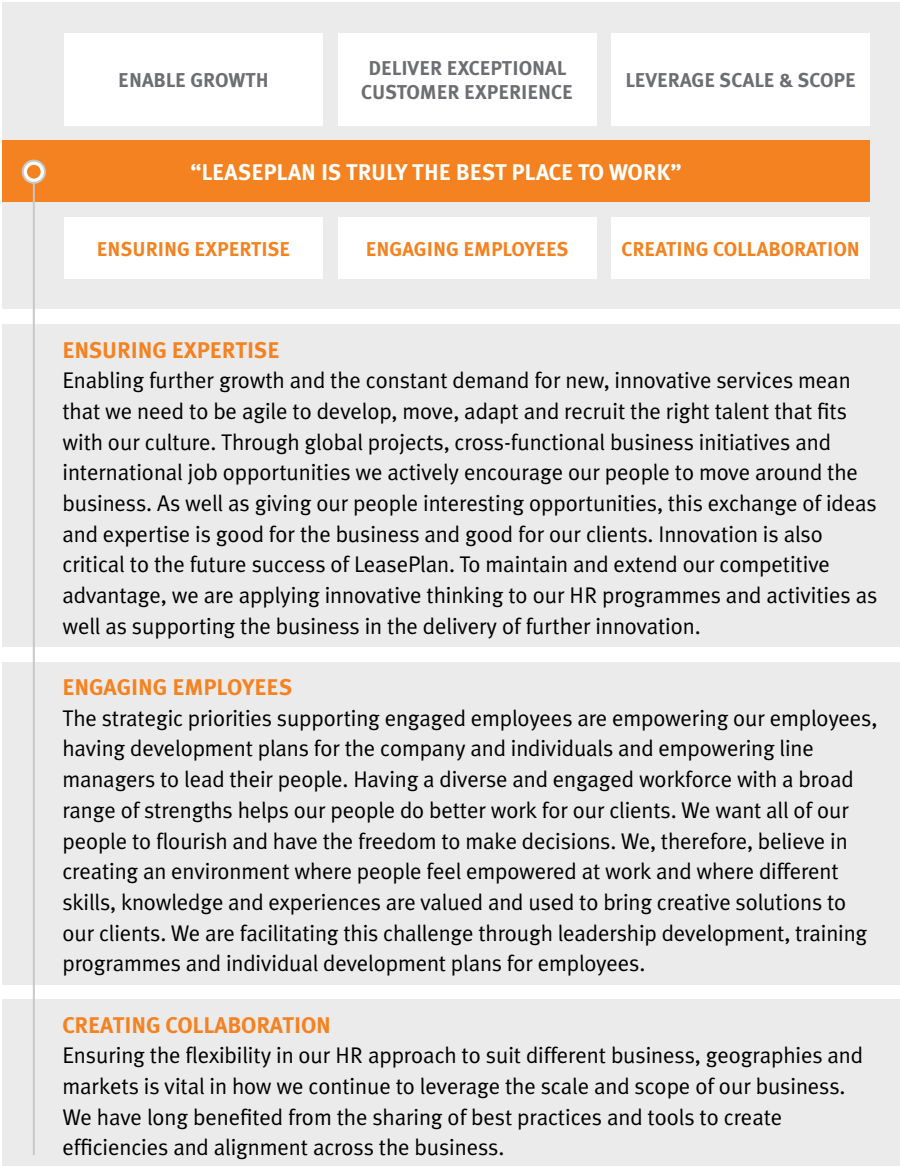 ENABLE GROWTH
DELIVER EXCEPTIONAL
CUSTOMER EXPERIENCE
LEVERAGE SCALE & SCOPE
“LEASEPLAN IS TRULY THE BEST PLACE TO WORK”
ENSURING EXPERTISE
ENGAGING EMPLOYEES
CREATING COLLABORATION
ENSURING EXPERTISE
Enabling further growth and the constant demand for new, innovative services mean
that we need to be agile to develop, move, adapt and recruit the right talent that fits
with our culture. Through global projects, cross-functional business initiatives and
international job opportunities we actively encourage our people to move around the
business. As well as giving our people interesting opportunities, this exchange of ideas
and expertise is good for the business and good for our clients. Innovation is also
critical to the future success of LeasePlan. To maintain and extend our competitive
advantage, we are applying innovative thinking to our HR programmes and activities as
well as supporting the business in the delivery of further innovation.
ENGAGING EMPLOYEES
The strategic priorities supporting engaged employees are empowering our employees,
having development plans for the company and individuals and empowering line
managers to lead their people. Having a diverse and engaged workforce with a broad
range of strengths helps our people do better work for our clients. We want all of our
people to flourish and have the freedom to make decisions. We, therefore, believe in
creating an environment where people feel empowered at work and where different
skills, knowledge and experiences are valued and used to bring creative solutions to
our clients. We are facilitating this challenge through leadership development, training
programmes and individual development plans for employees.
CREATING COLLABORATION
Ensuring the flexibility in our HR approach to suit different business, geographies and
markets is vital in how we continue to leverage the scale and scope of our business.
We have long benefited from the sharing of best practices and tools to create
efficiencies and alignment across the business.